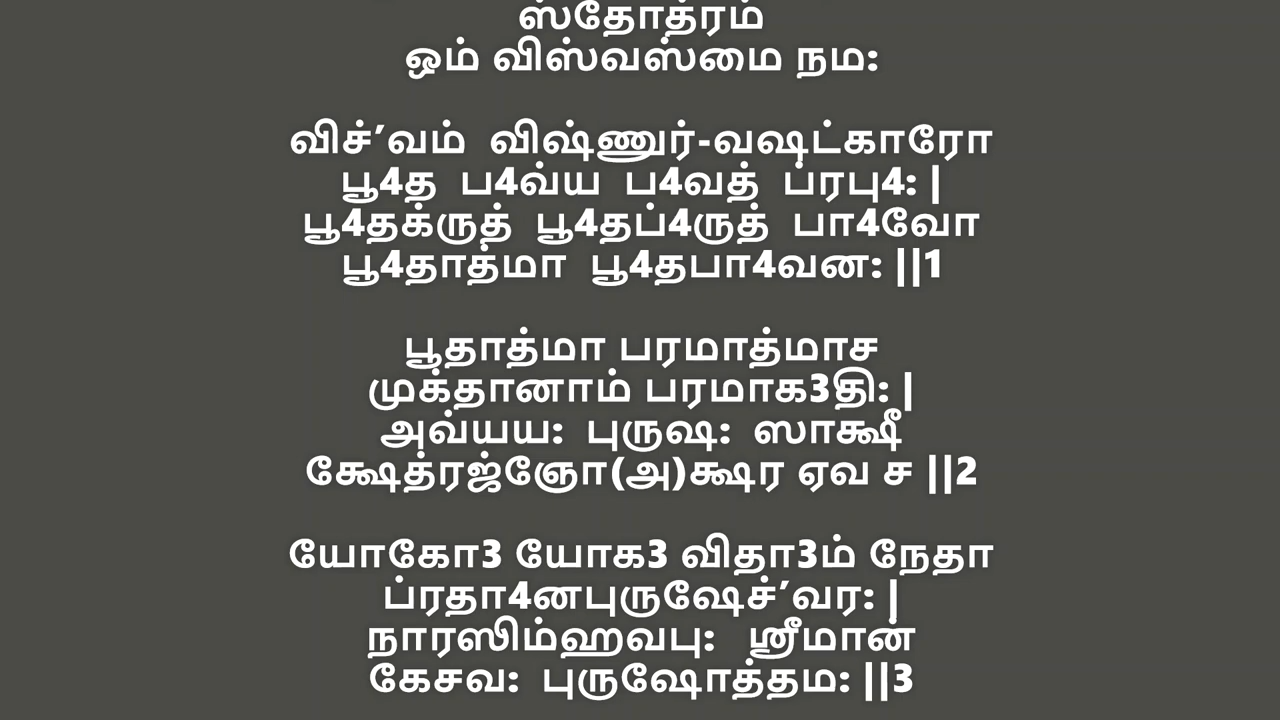 ஸ்தோத்ரம்
ஒம் விஸ்வஸ்மை நம:
விச்’வம் விஷ்ணுர்-வஷட்காரோ
பூ4த ப4வ்ய ப4வத் ப்ரபு4: |
பூ4தக்ருத் பூ4தப்4ருத் பா4வோ
பூ4தாத்மா பூ4தபா4வன: ||1
பூதாத்மா பரமாத்மாச
முக்தானாம் பரமாக3தி: |
அவ்யய: புருஷ: ஸாக்ஷீ
க்ஷேத்ரஜ்ஞோ(அ)க்ஷர ஏவ ச ||2
யோகோ3 யோக3 விதா3ம் நேதா
ப்ரதா4னபுருஷேச்’வர: |
நாரஸிம்ஹவபு: ஸ்ரீமான்
கேசவ: புருஷோத்தம: ||3